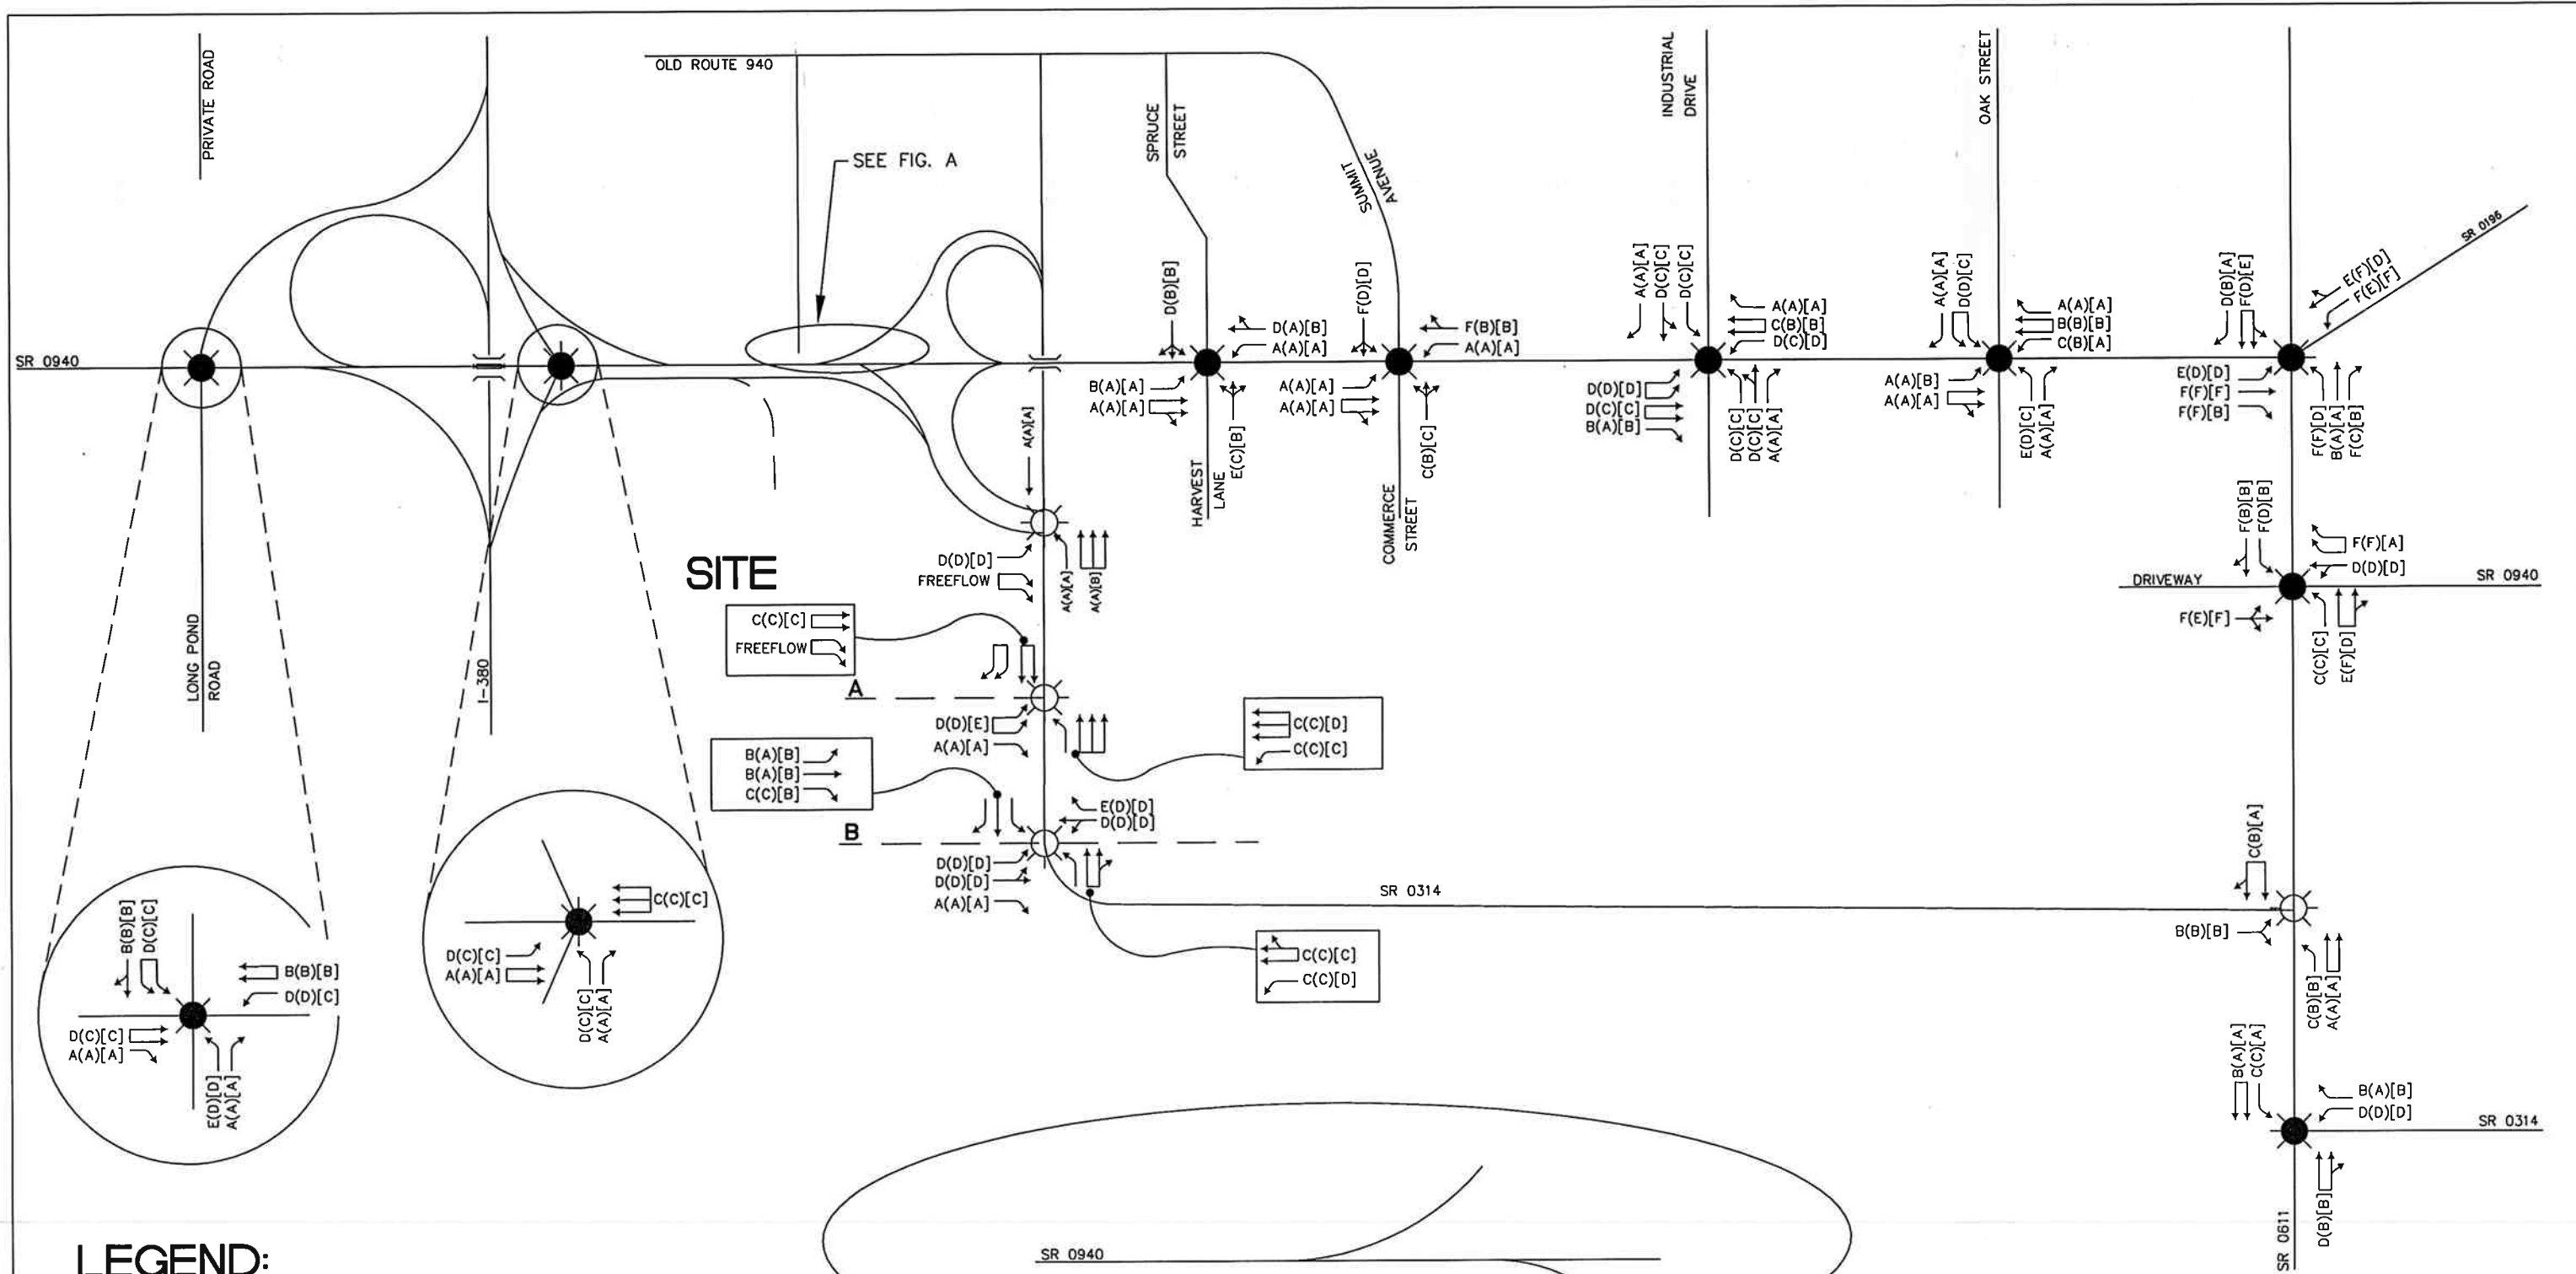 PRIVATE ROAD
OLD ROUTE 940
SEE FIG. A
SPRUCE
STREET
SUMMIT
AVENUE
INDUSTRIAL
DRIVE
OAK STREET
SR 0196
SR 0940
LONG POND
ROAD
I-380
A(A)[A]
D(B)[B]
D(A)[B]
A(A)[A]
B(A)[A]
A(A)[A]
E(C)[B]
HARVEST
LANE
F(D)[D]
F(B)[B]
A(A)[A]
A(A)[A]
A(A)[A]
C(B)[C]
COMMERCE
STREET
A(A)[A]
D(C)[C]
D(C)[C]
A(A)[A]
C(B)[B]
D(C)[D]
D(D)[D]
D(C)[C]
B(A)[B]
D(C)[C]
D(C)[C]
A(A)[A]
A(A)[A]
D(D)[C]
A(A)[A]
B(B)[B]
C(B)[A]
A(A)[B]
A(A)[A]
E(D)[C]
A(A)[A]
D(B)[A]
F(D)[E]
E(F)[D]
F(E)[F]
E(D)[D]
F(F)[F]
F(F)[B]
F(F)[D]
B(A)[A]
F(C)[B]
F(B)[B]
F(D)[B]
F(F)[A]
D(D)[D]
DRIVEWAY
SR 0940
F(E)[F]
C(C)[C]
E(F)[D]
SITE
D(D)[D]
FREEFLOW
A(A)[A]
A(A)[B]
C(C)[C]
FREEFLOW
A
D(D)[E]
A(A)[A]
C(C)[D]
C(C)[C]
B(A)[B]
B(A)[B]
C(C)[B]
E(D)[D]
D(D)[D]
B
D(D)[D]
D(D)[D]
A(A)[A]
SR 0314
C(C)[C]
C(C)[D]
C(B)[A]
B(B)[B]
C(B)[B]
A(A)[A]
B(B)[B]
D(C)[C]
B(B)[B]
D(D)[C]
D(C)[C]
A(A)[A]
E(D)[D]
A(A)[A]
C(C)[C]
D(C)[C]
A(A)[A]
D(C)[C]
A(A)[A]
B(A)[A]
C(C)[A]
B(A)[B]
D(D)[D]
SR 0314
D(B)[B]
SR 0611
LEGEND:
SR 0940